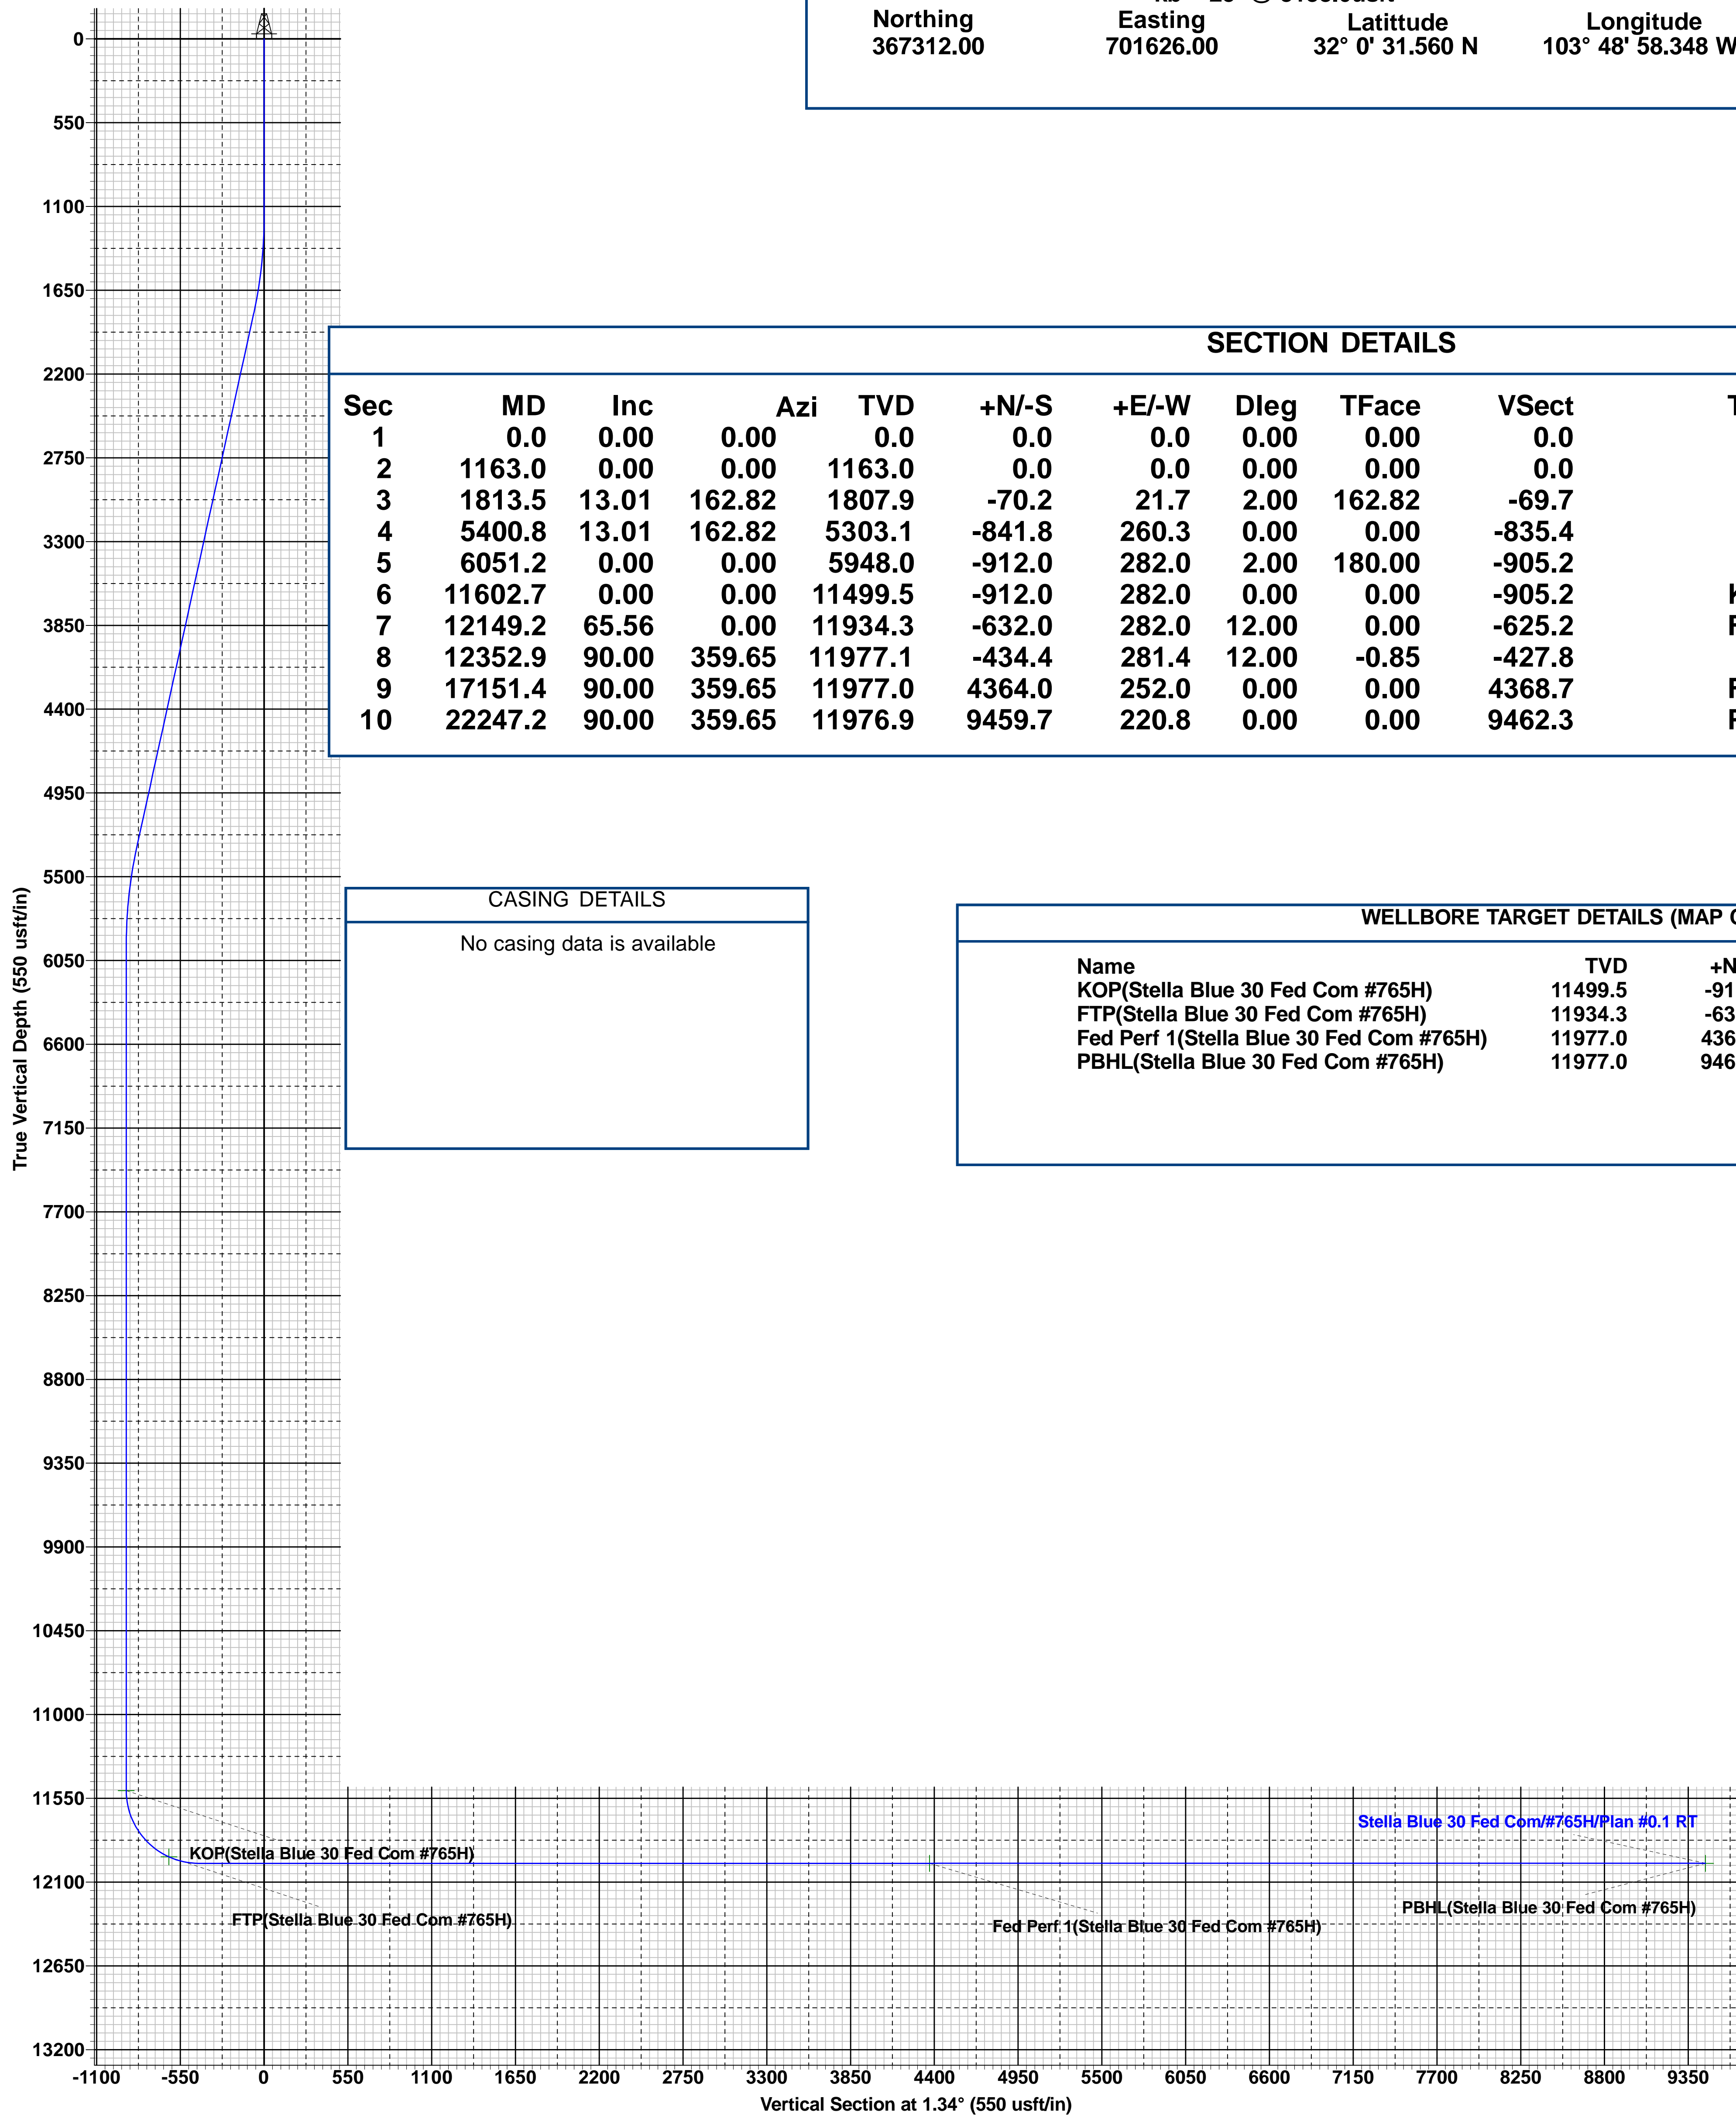 Northing Easting Latittude Longitude
367312.00 701626.00 32° 0' 31.560 N 103° 48' 58.348 W
SECTION DETAILS
Sec MD Inc Azi TVD +N/-S +E/-W Dleg TFace VSect
1 0.0 0.00 0.00 0.0 0.0 0.0 0.00 0.00 0.0
2 1163.0 0.00 0.00 1163.0 0.0 0.0 0.00 0.00 0.0
3 1813.5 13.01 162.82 1807.9 -70.2 21.7 2.00 162.82 -69.7
4 5400.8 13.01 162.82 5303.1 -841.8 260.3 0.00 0.00 -835.4
5 6051.2 0.00 0.00 5948.0 -912.0 282.0 2.00 180.00 -905.2
6 11602.7 0.00 0.00 11499.5 -912.0 282.0 0.00 0.00 -905.2
7 12149.2 65.56 0.00 11934.3 -632.0 282.0 12.00 0.00 -625.2
8 12352.9 90.00 359.65 11977.1 -434.4 281.4 12.00 -0.85 -427.8
9 17151.4 90.00 359.65 11977.0 4364.0 252.0 0.00 0.00 4368.7
10 22247.2 90.00 359.65 11976.9 9459.7 220.8 0.00 0.00 9462.3
CASING DETAILS
No casing data is available
WELLBORE TARGET DETAILS (MAP
Name TVD +N
KOP(Stella Blue 30 Fed Com #765H) 11499.5 -91
FTP(Stella Blue 30 Fed Com #765H) 11934.3 -63
Fed Perf 1(Stella Blue 30 Fed Com #765H) 11977.0 436
PBHL(Stella Blue 30 Fed Com #765H) 11977.0 946
True Vertical Depth (550 usft/in)
0
550
1100
1650
2200
2750
3300
3850
4400
4950
5500
6050
6600
7150
7700
8250
8800
9350
9900
10450
11000
11550
12100
12650
13200
Stella Blue 30 Fed Com/#765H/Plan #0.1 RT
KOP(Stella Blue 30 Fed Com #765H)
PBHL(Stella Blue 30 Fed Com #765H)
FTP(Stella Blue 30 Fed Com #765H)
Fed Perf 1(Stella Blue 30 Fed Com #765H)
-1100 -550 0 550 1100 1650 2200 2750 3300 3850 4400 4950 5500 6050 6600 7150 7700 8250 8800 9350
Vertical Section at 1.34° (550 usft/in)